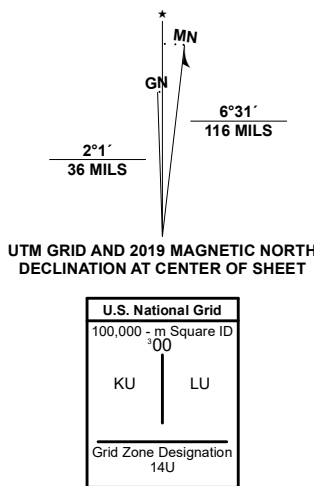 ★
MN
GN
6°31´
116 MILS
2°1´
36 MILS
UTM GRID AND 2019 MAGNETIC NORTH
DECLINATION AT CENTER OF SHEET
U.S. National Grid
100,000 - m Square ID
³00
KU LU
Grid Zone Designation
14U